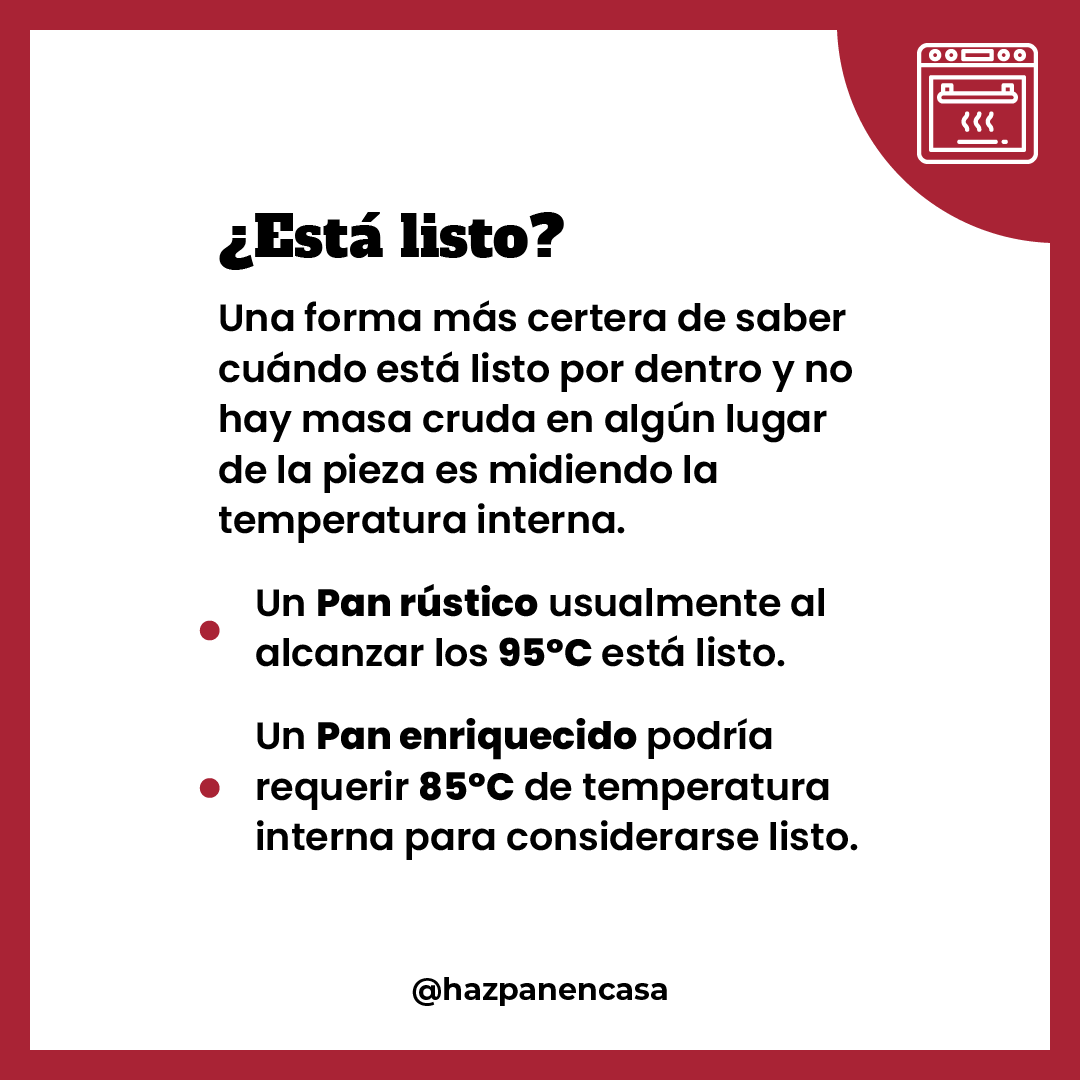 ¿Está listo?
Una forma más certera de saber
cuándo está listo por dentro y no
hay masa cruda en algún lugar
de la pieza es midiendo la
temperatura interna.
Un Pan rústico usualmente al
alcanzar los 95°C está listo.
Un Pan enriquecido podría
requerir 85°C de temperatura
interna para considerarse listo.
@hazpanencasa